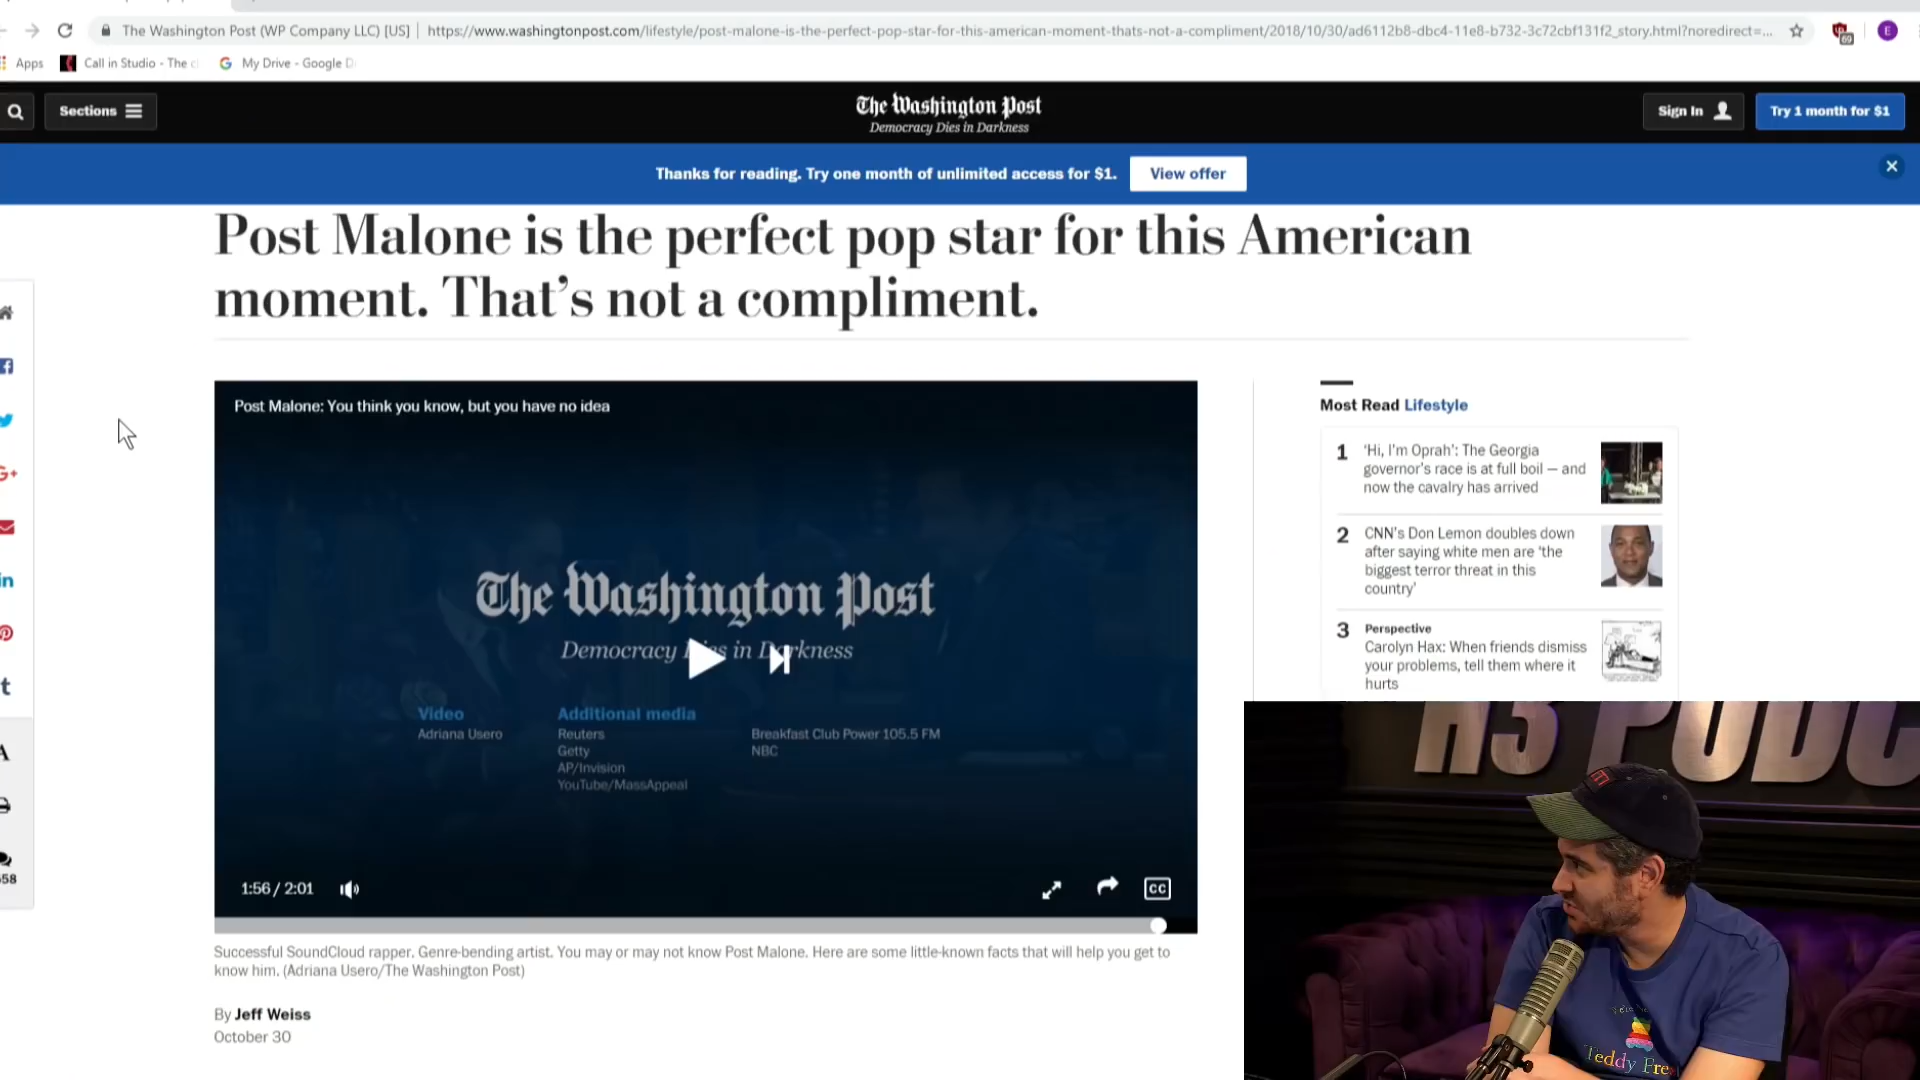 The Washington Post (WP Company LLC) [US]
https://www.washingtonpost.com/lifestyle/post-malone-is-the-perfect-pop-star-for-this-american-moment-thats-not-a-compliment/2018/10/30/ad6112b8-dbc4-11e8-b732-3c72cbf131f2_story.html?noredirect=...
69
E
Apps
Call in Studio - The c
My Drive - Google D
Sections
The Washington Post
Democracy Dies in Darkness
Sign In
Try 1 month for $1
Thanks for reading. Try one month of unlimited access for $1.
View offer
Post Malone is the perfect pop star for this American
moment. That's not a compliment.
Post Malone: You think you know, but you have no idea
The Washington Post
Democracy Dies in Darkness
Video
Adriana Usero
Additional media
Reuters
Getty
AP/Invision
YouTube/MassAppeal
Breakfast Club Power 105.5 FM
NBC
1:56 / 2:01
CC
Successful SoundCloud rapper. Genre-bending artist. You may or may not know Post Malone. Here are some little-known facts that will help you get to
know him. (Adriana Usero/The Washington Post)
By Jeff Weiss
October 30
Most Read Lifestyle
1 'Hi, I'm Oprah': The Georgia
governor's race is at full boil — and
now the cavalry has arrived
2 CNN's Don Lemon doubles down
after saying white men are 'the
biggest terror threat in this
country'
3 Perspective
Carolyn Hax: When friends dismiss
your problems, tell them where it
hurts
H3 PODC
Teddy Fre